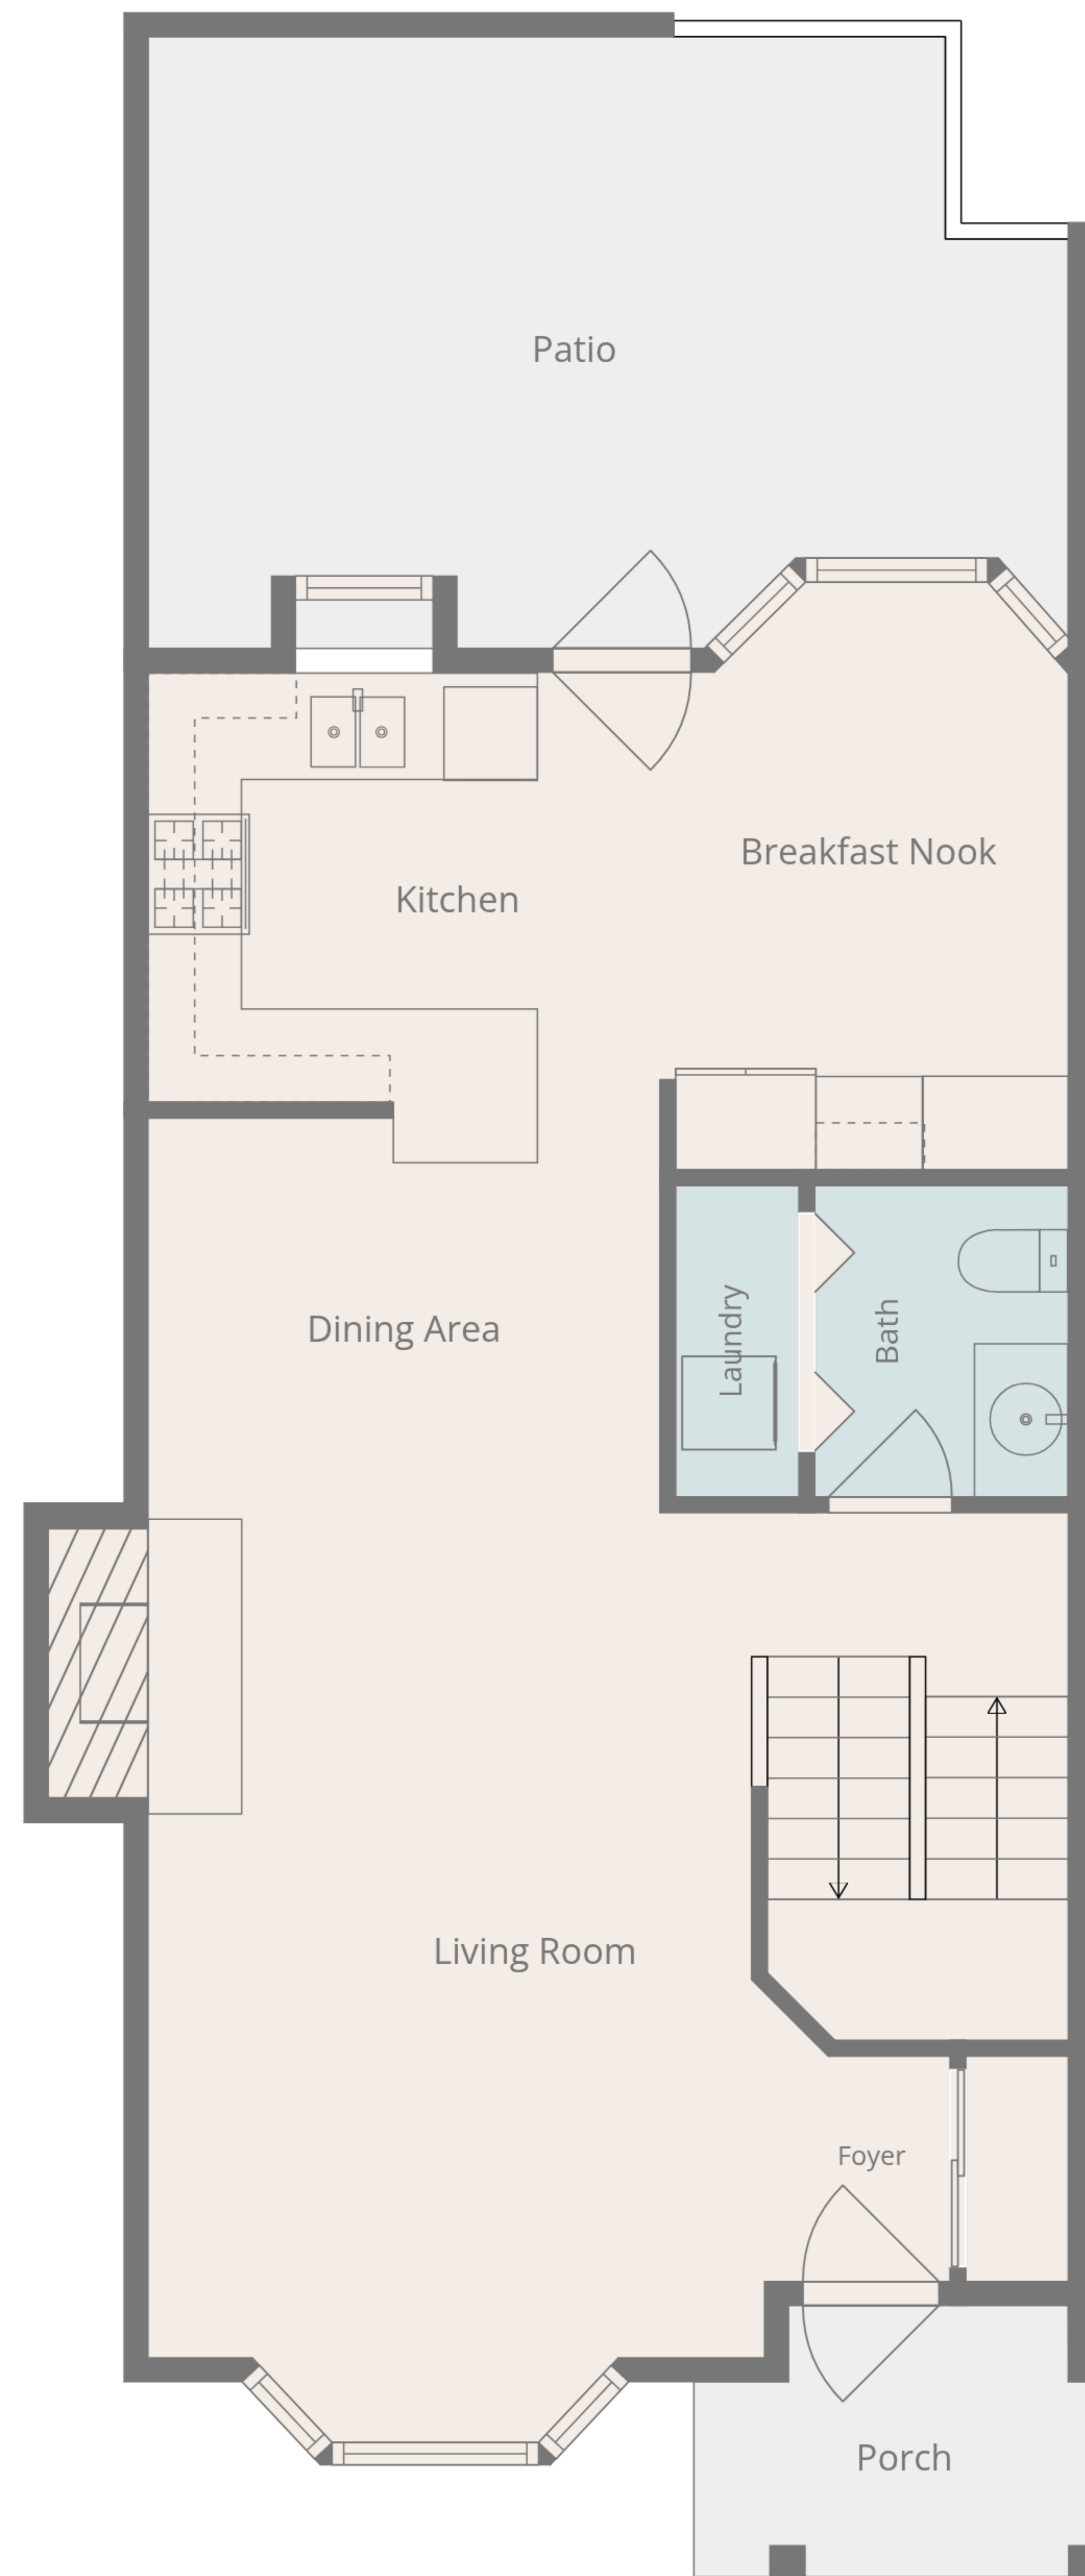 Patio
Breakfast Nook
Kitchen
Laundry
Bath
Dining Area
Living Room
Foyer
Porch